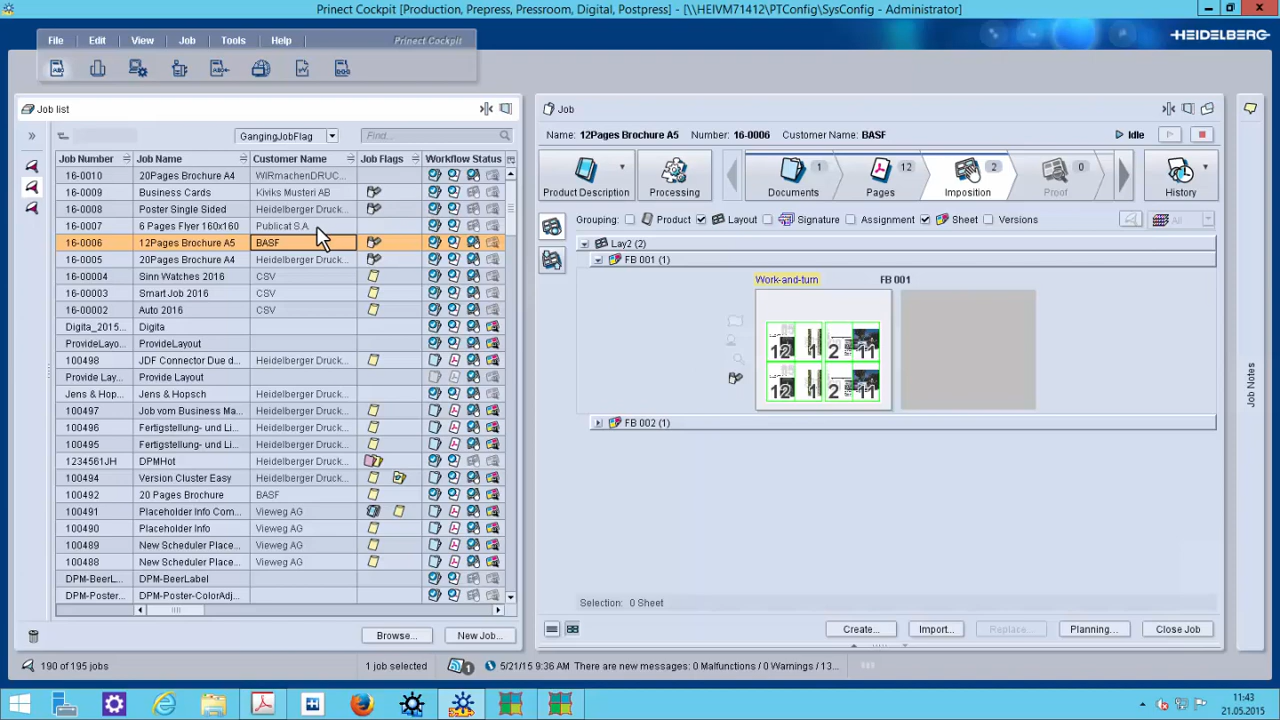 Prinect Cockpit [Production, Prepress, Pressroom, Digital, Postpress] - [\\HEIVM71412\PTConfig\SysConfig - Administrator]
File Edit View Job Tools Help Prinect Cockpit
HEIDELBERG
Job list
Job
GangingJobFlag Find...
Name: 12Pages Brochure A5 Number: 16-0006 Customer Name: BASF Idle
Job Number Job Name Customer Name Job Flags Workflow Status
16-0010 20Pages Brochure A4 WIRmachenDRUC...
16-0009 Business Cards Kiviks Musteri AB
16-0008 Poster Single Sided Heidelberger Druck...
16-0007 6 Pages Flyer 160x160 Publicat S.A.
16-0006 12Pages Brochure A5 BASF
16-0005 20Pages Brochure A4 Heidelberger Druck...
16-00004 Sinn Watches 2016 CSV
16-00003 Smart Job 2016 CSV
16-00002 Auto 2016 CSV
Digita_2015... Digita
ProvideLayo... ProvideLayout
100498 JDF Connector Due d... Heidelberger Druck...
Provide Lay... Provide Layout
Jens & Hops... Jens & Hopsch Heidelberger Druck...
100497 Job vom Business Ma... Heidelberger Druck...
100496 Fertigstellung- und Li... Heidelberger Druck...
100495 Fertigstellung- und Li... Heidelberger Druck...
1234561JH DPMHot Heidelberger Druck...
100494 Version Cluster Easy Heidelberger Druck...
100492 20 Pages Brochure BASF
100491 Placeholder Info Com... Vieweg AG
100490 Placeholder Info Vieweg AG
100489 New Scheduler Place... Vieweg AG
100488 New Scheduler Place... Vieweg AG
DPM-BeerL... DPM-BeerLabel
DPM-Poster... DPM-Poster-ColorAdj...
Browse... New Job...
190 of 195 jobs 1 job selected 1 5/21/15 9:36 AM There are new messages: 0 Malfunctions / 0 Warnings / 13...
Product Description Processing Documents 1 Pages 12 Imposition 2 Proof 0 History
Grouping: Product Layout Signature Assignment Sheet Versions All
Lay2 (2)
FB 001 (1)
Work-and-turn FB 001
12 1 2 11
12 1 2 11
FB 002 (1)
Job Notes
Selection: 0 Sheet
Create... Import... Replace... Planning... Close Job
11:43
21.05.2015